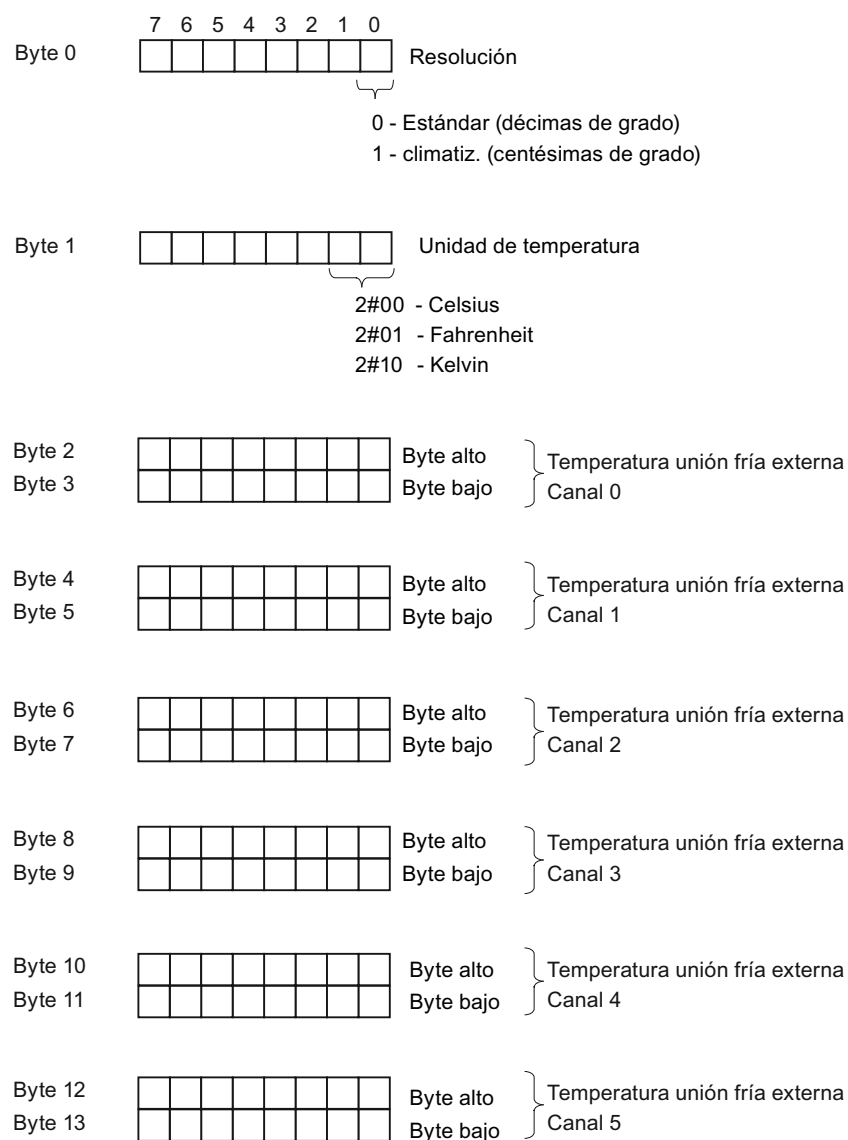 7 6 5 4 3 2 1 0
Byte 0 Resolución
0 - Estándar (décimas de grado)
1 - climatiz. (centésimas de grado)
Byte 1 Unidad de temperatura
2#00 - Celsius
2#01 - Fahrenheit
2#10 - Kelvin
Byte 2 Byte alto Temperatura unión fría externa
Byte 3 Byte bajo Canal 0
Byte 4 Byte alto Temperatura unión fría externa
Byte 5 Byte bajo Canal 1
Byte 6 Byte alto Temperatura unión fría externa
Byte 7 Byte bajo Canal 2
Byte 8 Byte alto Temperatura unión fría externa
Byte 9 Byte bajo Canal 3
Byte 10 Byte alto Temperatura unión fría externa
Byte 11 Byte bajo Canal 4
Byte 12 Byte alto Temperatura unión fría externa
Byte 13 Byte bajo Canal 5